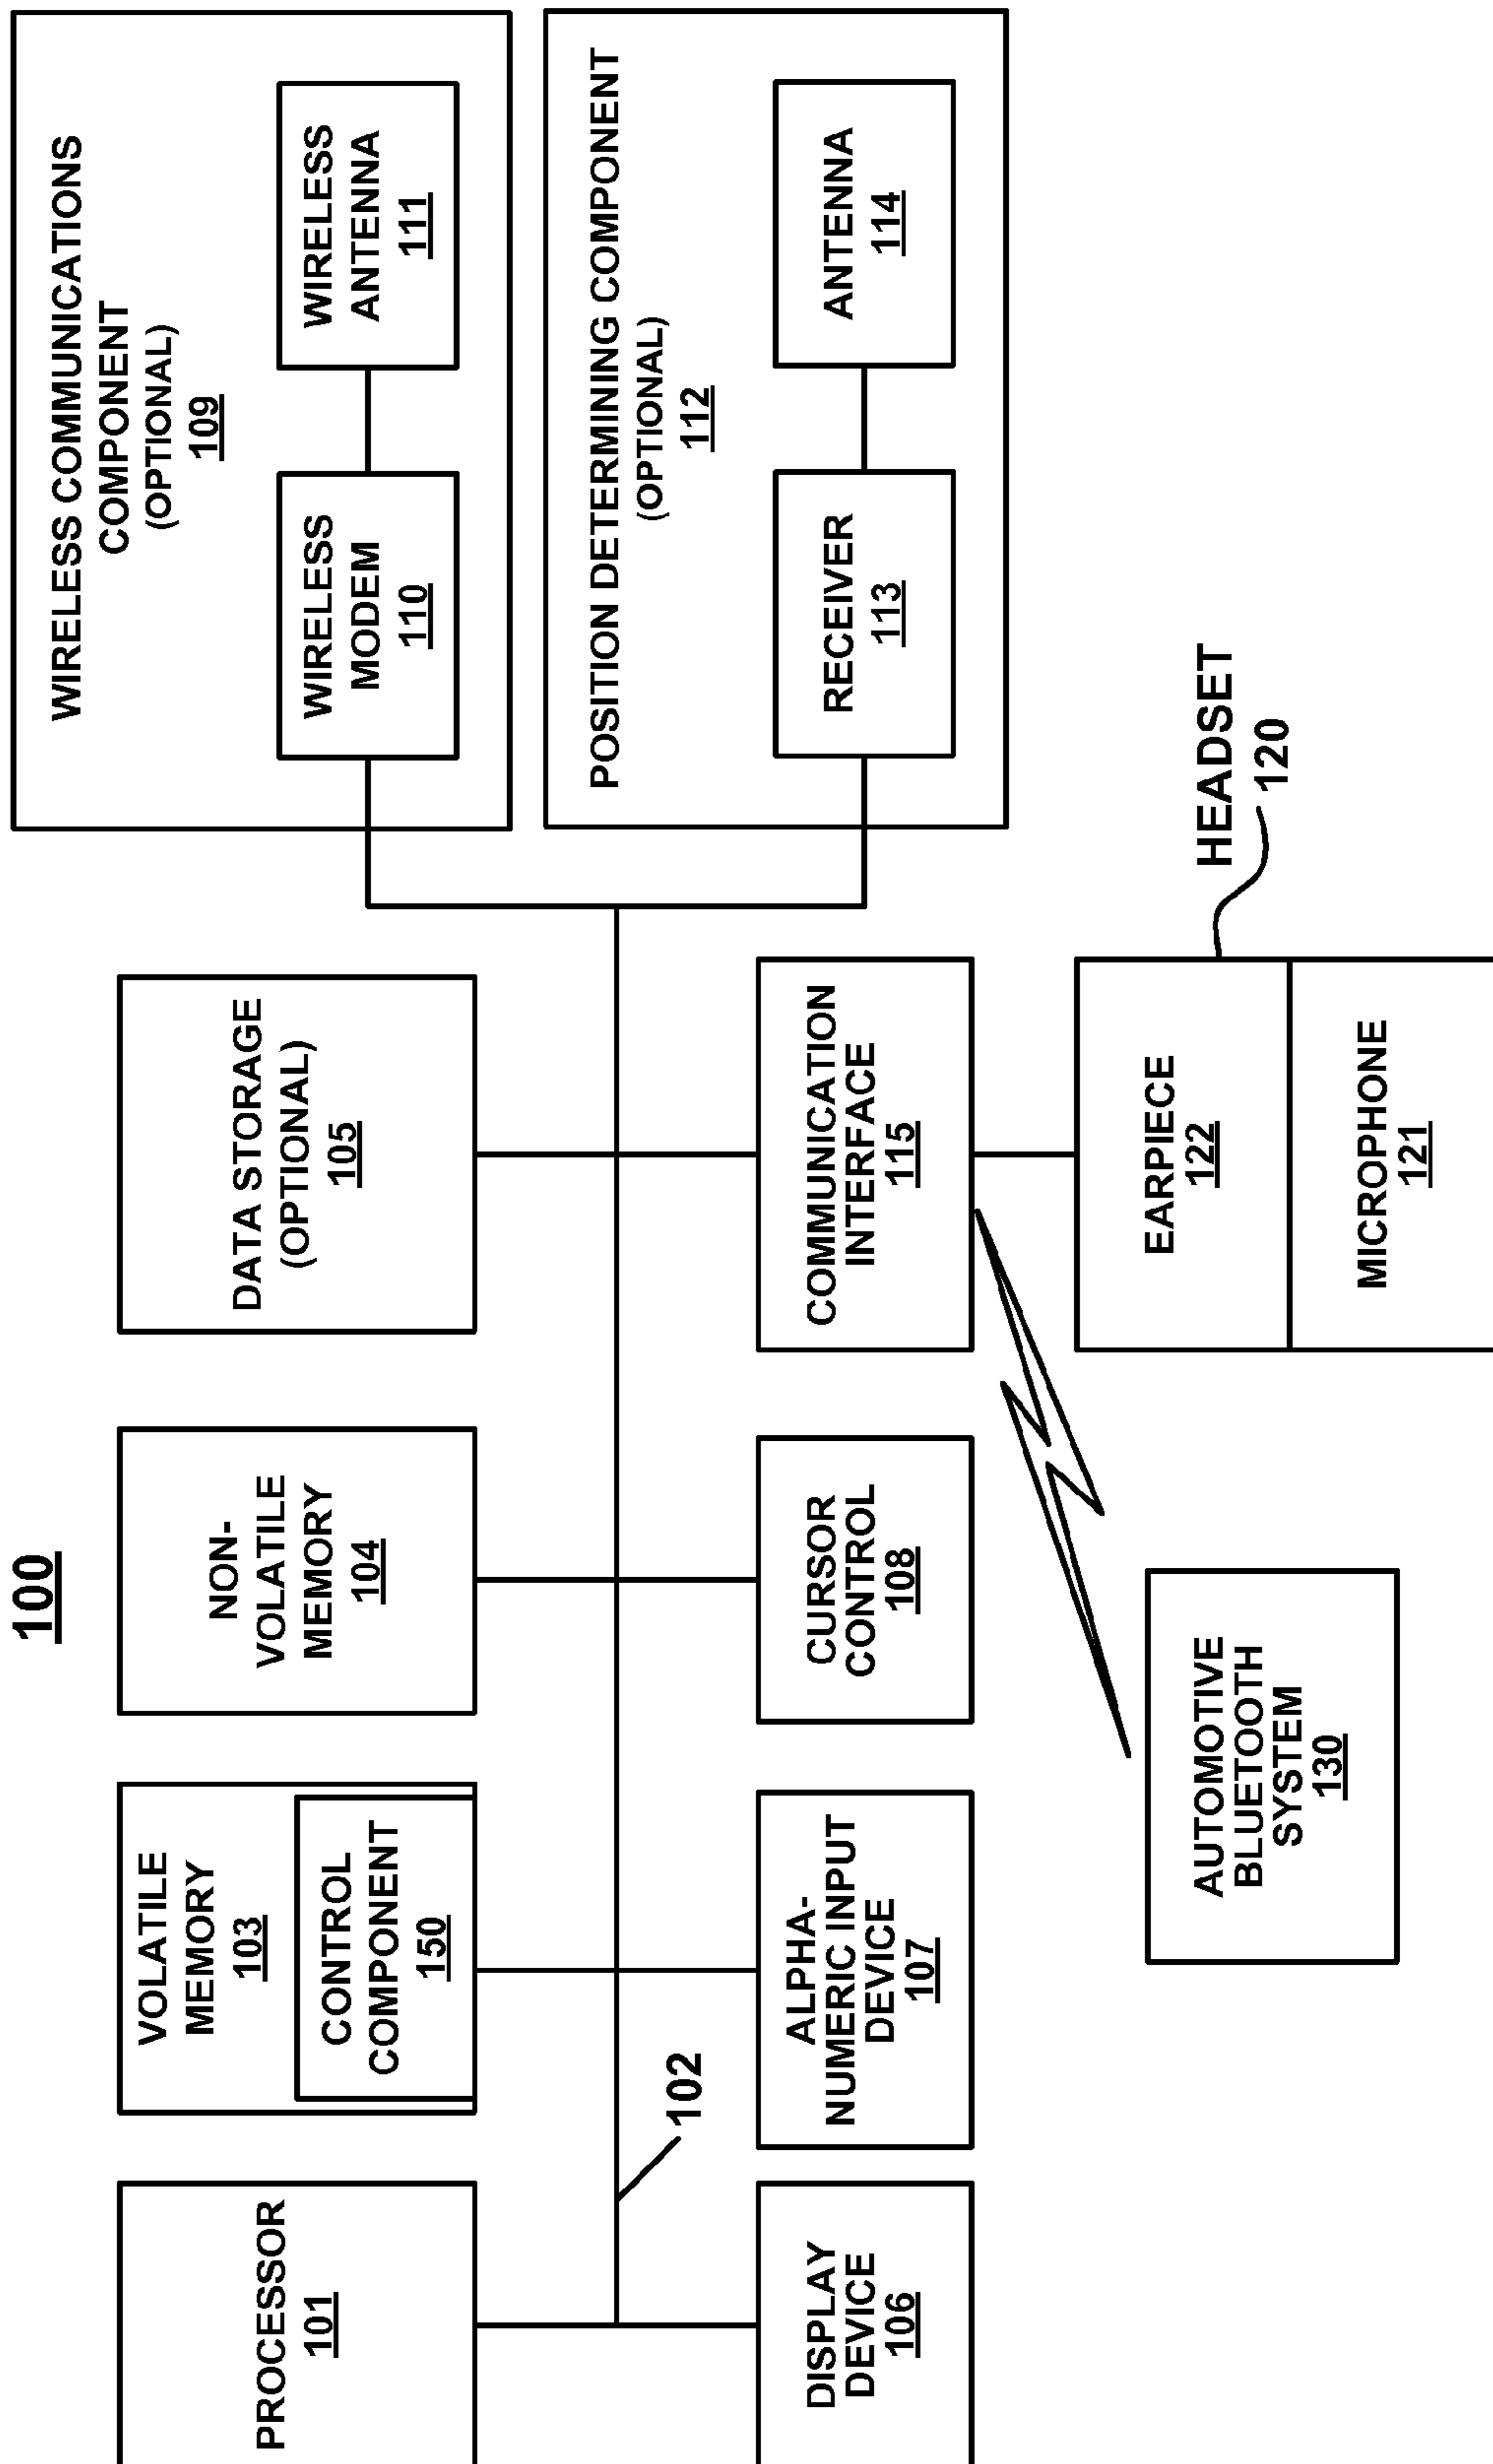 100
PROCESSOR
101
VOLATILE
MEMORY
103
CONTROL
COMPONENT
150
NON-
VOLATILE
MEMORY
104
DATA STORAGE
(OPTIONAL)
105
WIRELESS COMMUNICATIONS
COMPONENT
(OPTIONAL)
109
WIRELESS
MODEM
110
WIRELESS
ANTENNA
111
102
POSITION DETERMINING COMPONENT
(OPTIONAL)
112
RECEIVER
113
ANTENNA
114
DISPLAY
DEVICE
106
ALPHA-
NUMERIC INPUT
DEVICE
107
CURSOR
CONTROL
108
COMMUNICATION
INTERFACE
115
HEADSET
120
EARPIECE
122
MICROPHONE
121
AUTOMOTIVE
BLUETOOTH
SYSTEM
130